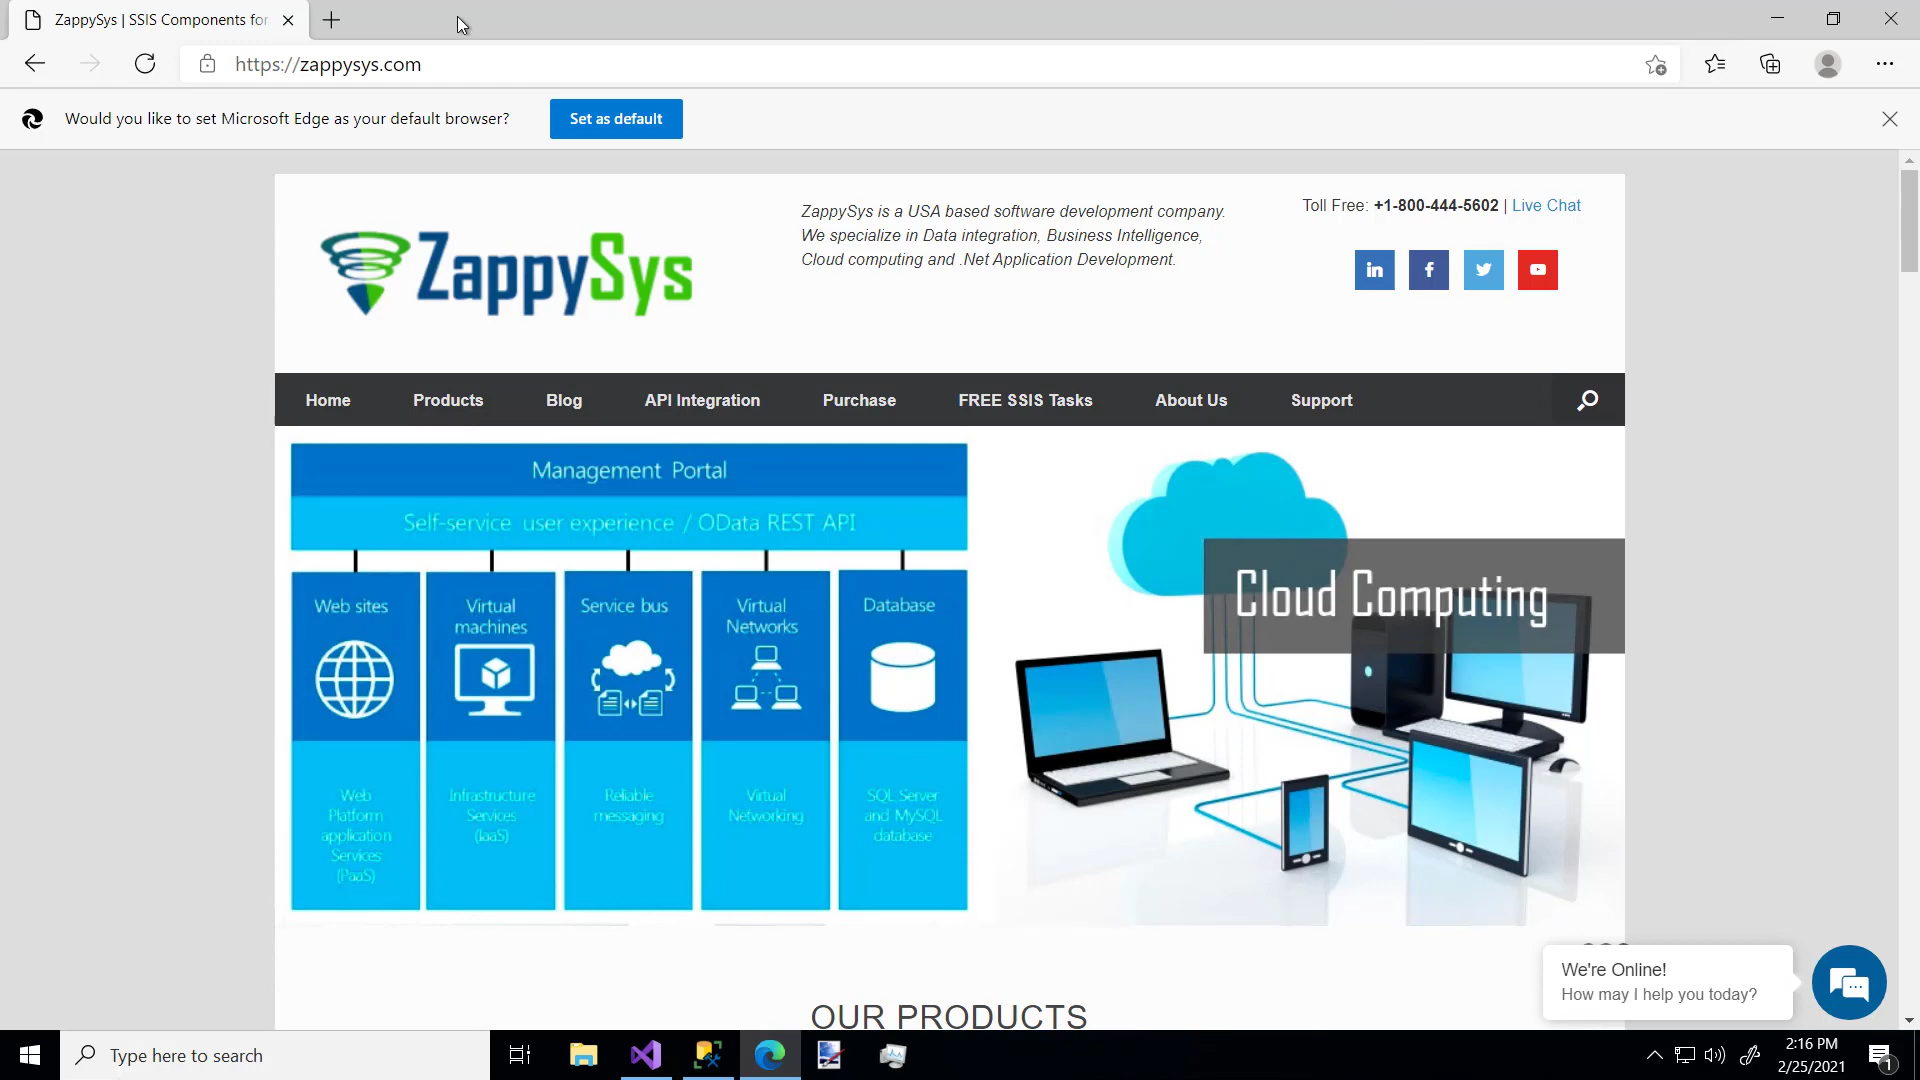 ZappySys | SSIS Components for
https://zappysys.com
Would you like to set Microsoft Edge as your default browser?
Set as default
ZappySys
ZappySys is a USA based software development company.
We specialize in Data integration, Business Intelligence,
Cloud computing and .Net Application Development.
Toll Free: +1-800-444-5602 | Live Chat
Home
Products
Blog
API Integration
Purchase
FREE SSIS Tasks
About Us
Support
Management Portal
Self-service user experience / OData REST API
Web sites
Virtual
machines
Service bus
Virtual
Networks
Database
Web
Platform
application
Services
(PaaS)
Infrastructure
Services
(IaaS)
Reliable
messaging
Virtual
Networking
SQL Server
and MySQL
database
Cloud Computing
We're Online!
How may I help you today?
OUR PRODUCTS
Type here to search
2:16 PM
2/25/2021
1